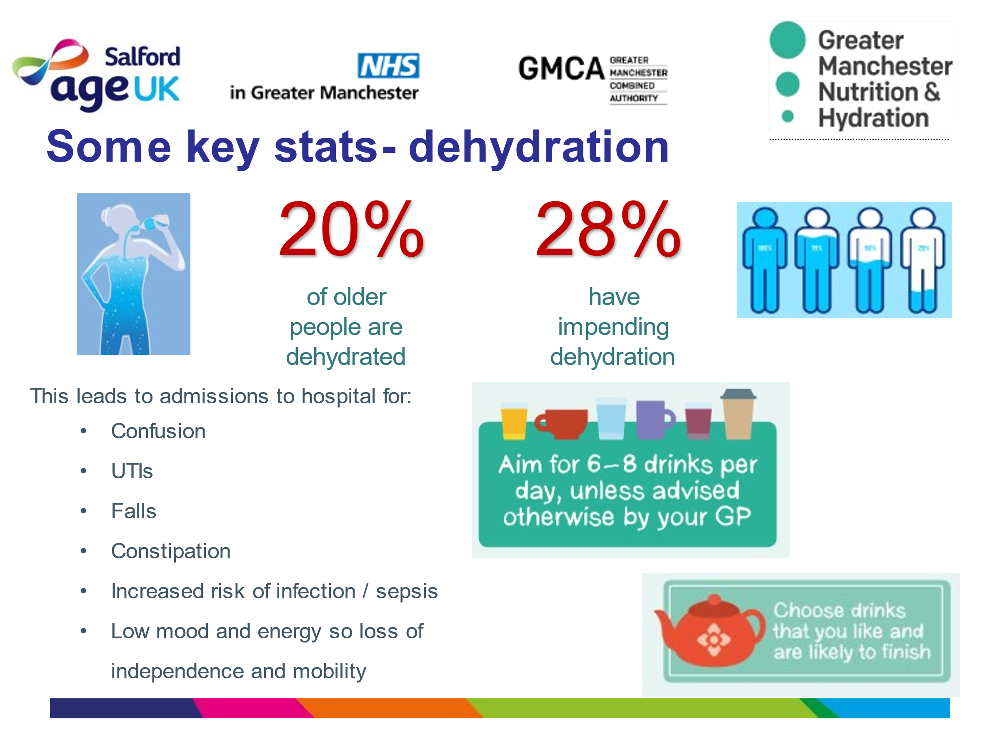 Salford
age UK
NHS
in Greater Manchester
GMCA
GREATER
MANCHESTER
COMBINED
AUTHORITY
Greater
Manchester
Nutrition &
Hydration
Some key stats- dehydration
20%
of older
people are
dehydrated
28%
have
impending
dehydration
100%
75%
50%
25%
This leads to admissions to hospital for:
• Confusion
• UTIs
• Falls
• Constipation
• Increased risk of infection / sepsis
• Low mood and energy so loss of
independence and mobility
Aim for 6–8 drinks per
day, unless advised
otherwise by your GP
Choose drinks
that you like and
are likely to finish